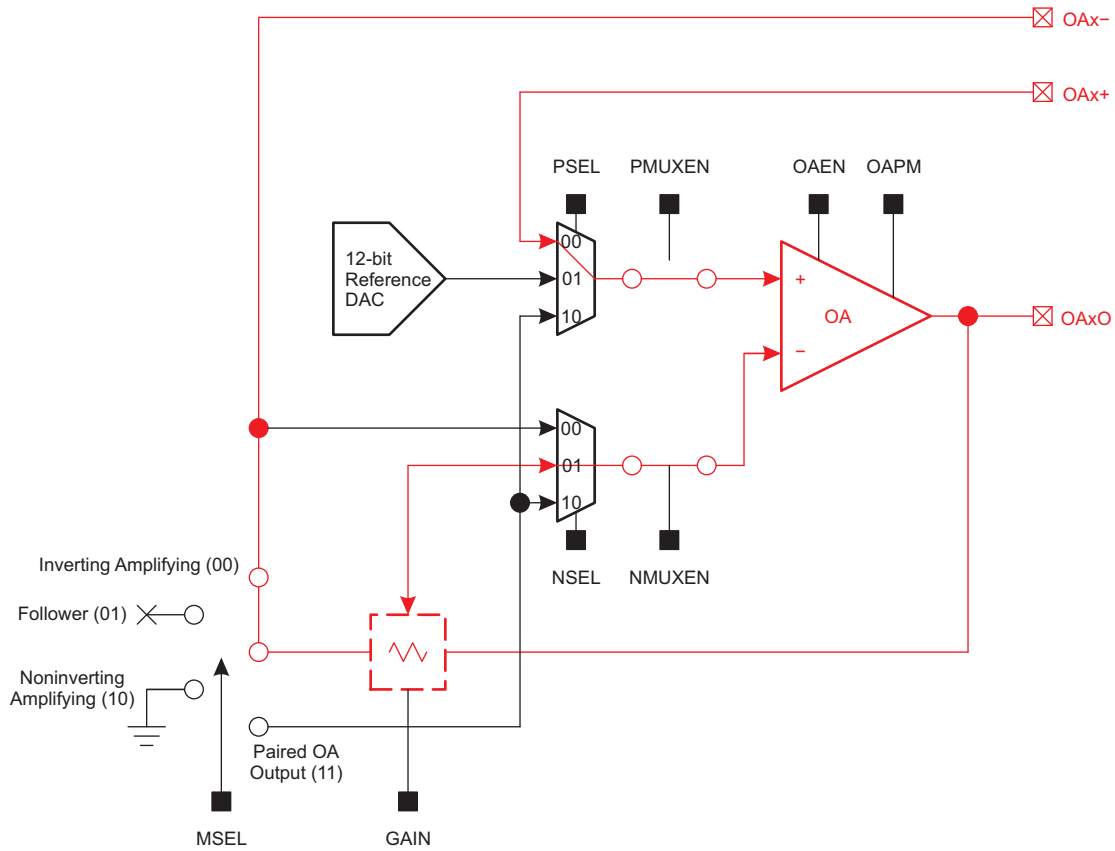 OAx−
OAx+
PSEL
PMUXEN
OAEN
OAPM
12-bit
Reference
DAC
00
01
10
+
OA
−
OAxO
00
01
10
NSEL
NMUXEN
Inverting Amplifying (00)
Follower (01)
Noninverting
Amplifying (10)
Paired OA
Output (11)
MSEL
GAIN